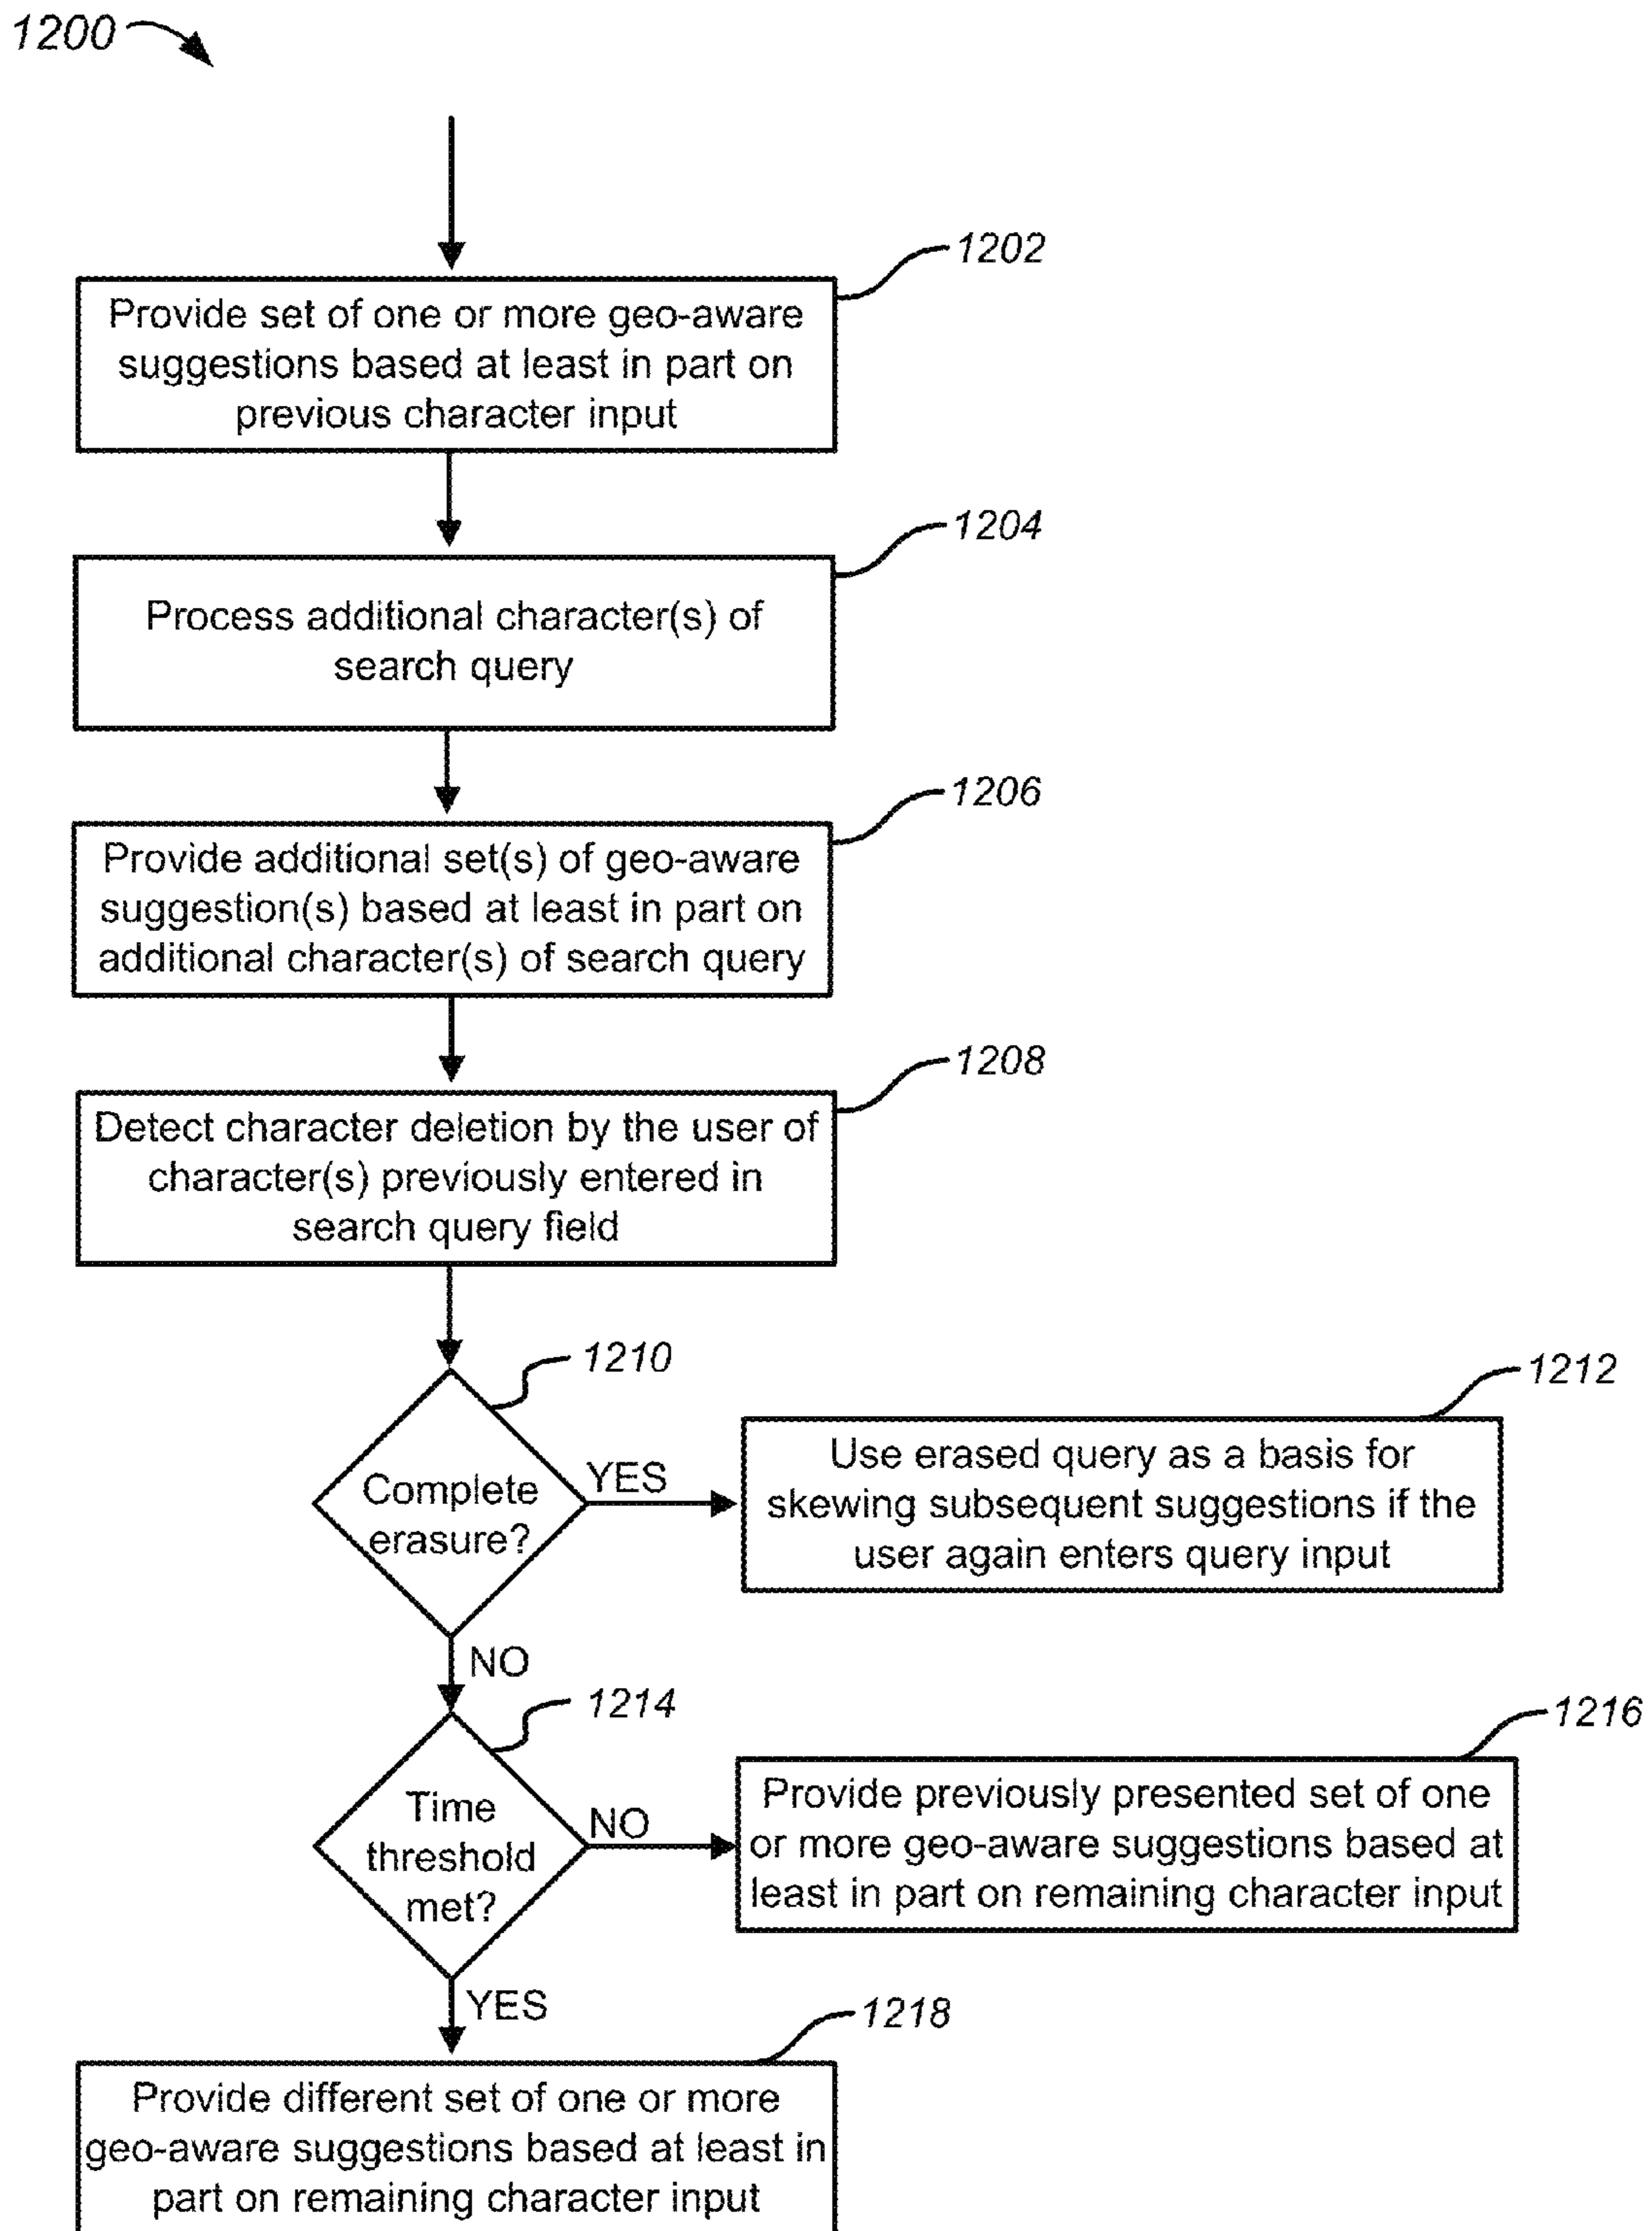 1200
1202
Provide set of one or more geo-aware
suggestions based at least in part on
previous character input
1204
Process additional character(s) of
search query
1206
Provide additional set(s) of geo-aware
suggestion(s) based at least in part on
additional character(s) of search query
1208
Detect character deletion by the user of
character(s) previously entered in
search query field
1210
Complete
erasure?
YES
1212
Use erased query as a basis for
skewing subsequent suggestions if the
user again enters query input
NO
1214
Time
threshold
met?
NO
1216
Provide previously presented set of one
or more geo-aware suggestions based at
least in part on remaining character input
YES
1218
Provide different set of one or more
geo-aware suggestions based at least in
part on remaining character input